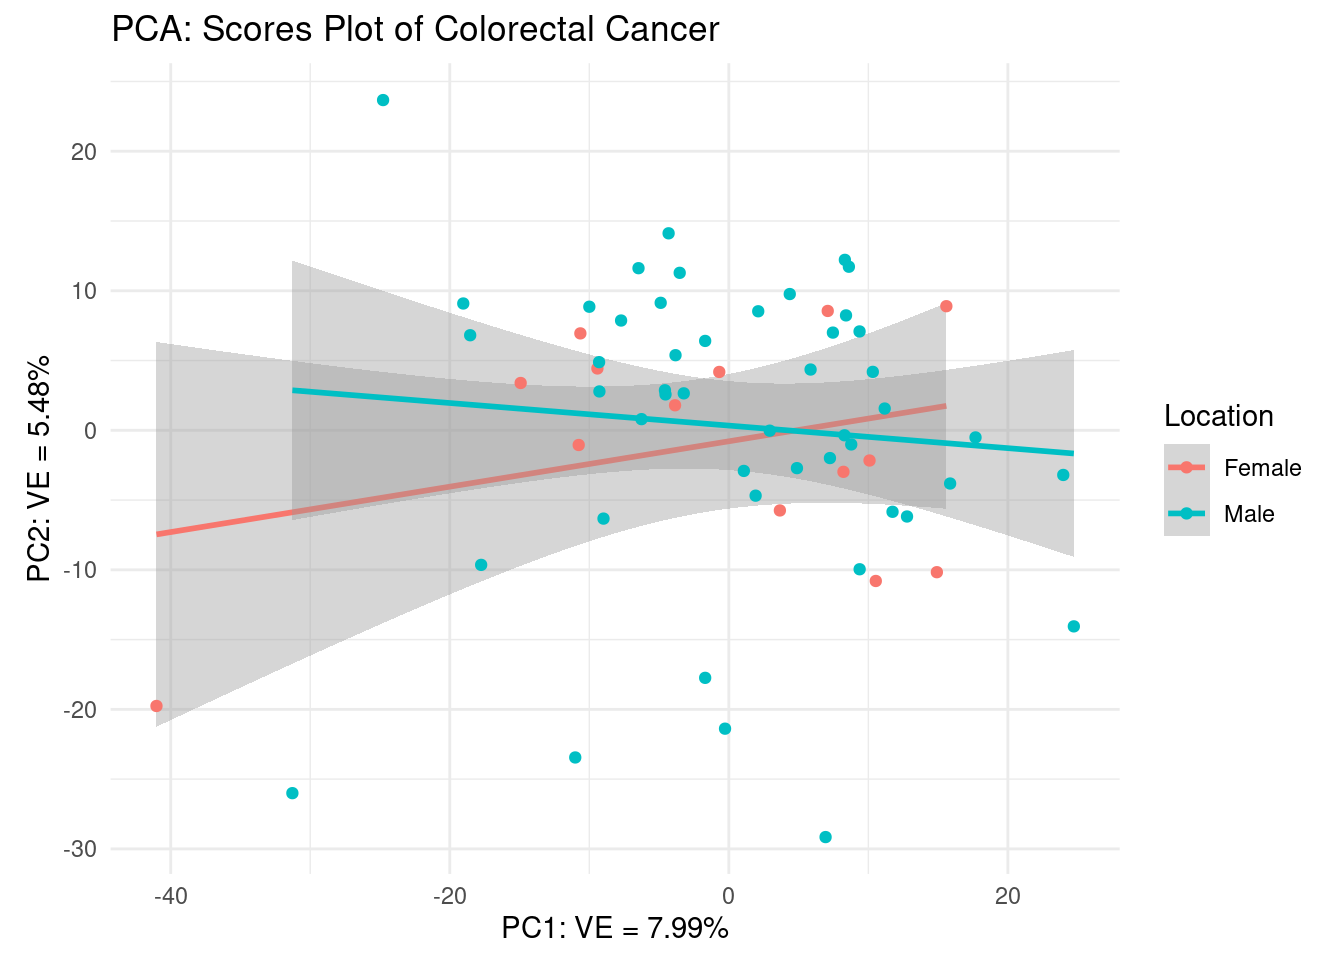 PCA: Scores Plot of Colorectal Cancer
20
10
0
-10
-20
-30
PC2: VE = 5.48%
-40
-20
0
20
PC1: VE = 7.99%
Location
Female
Male